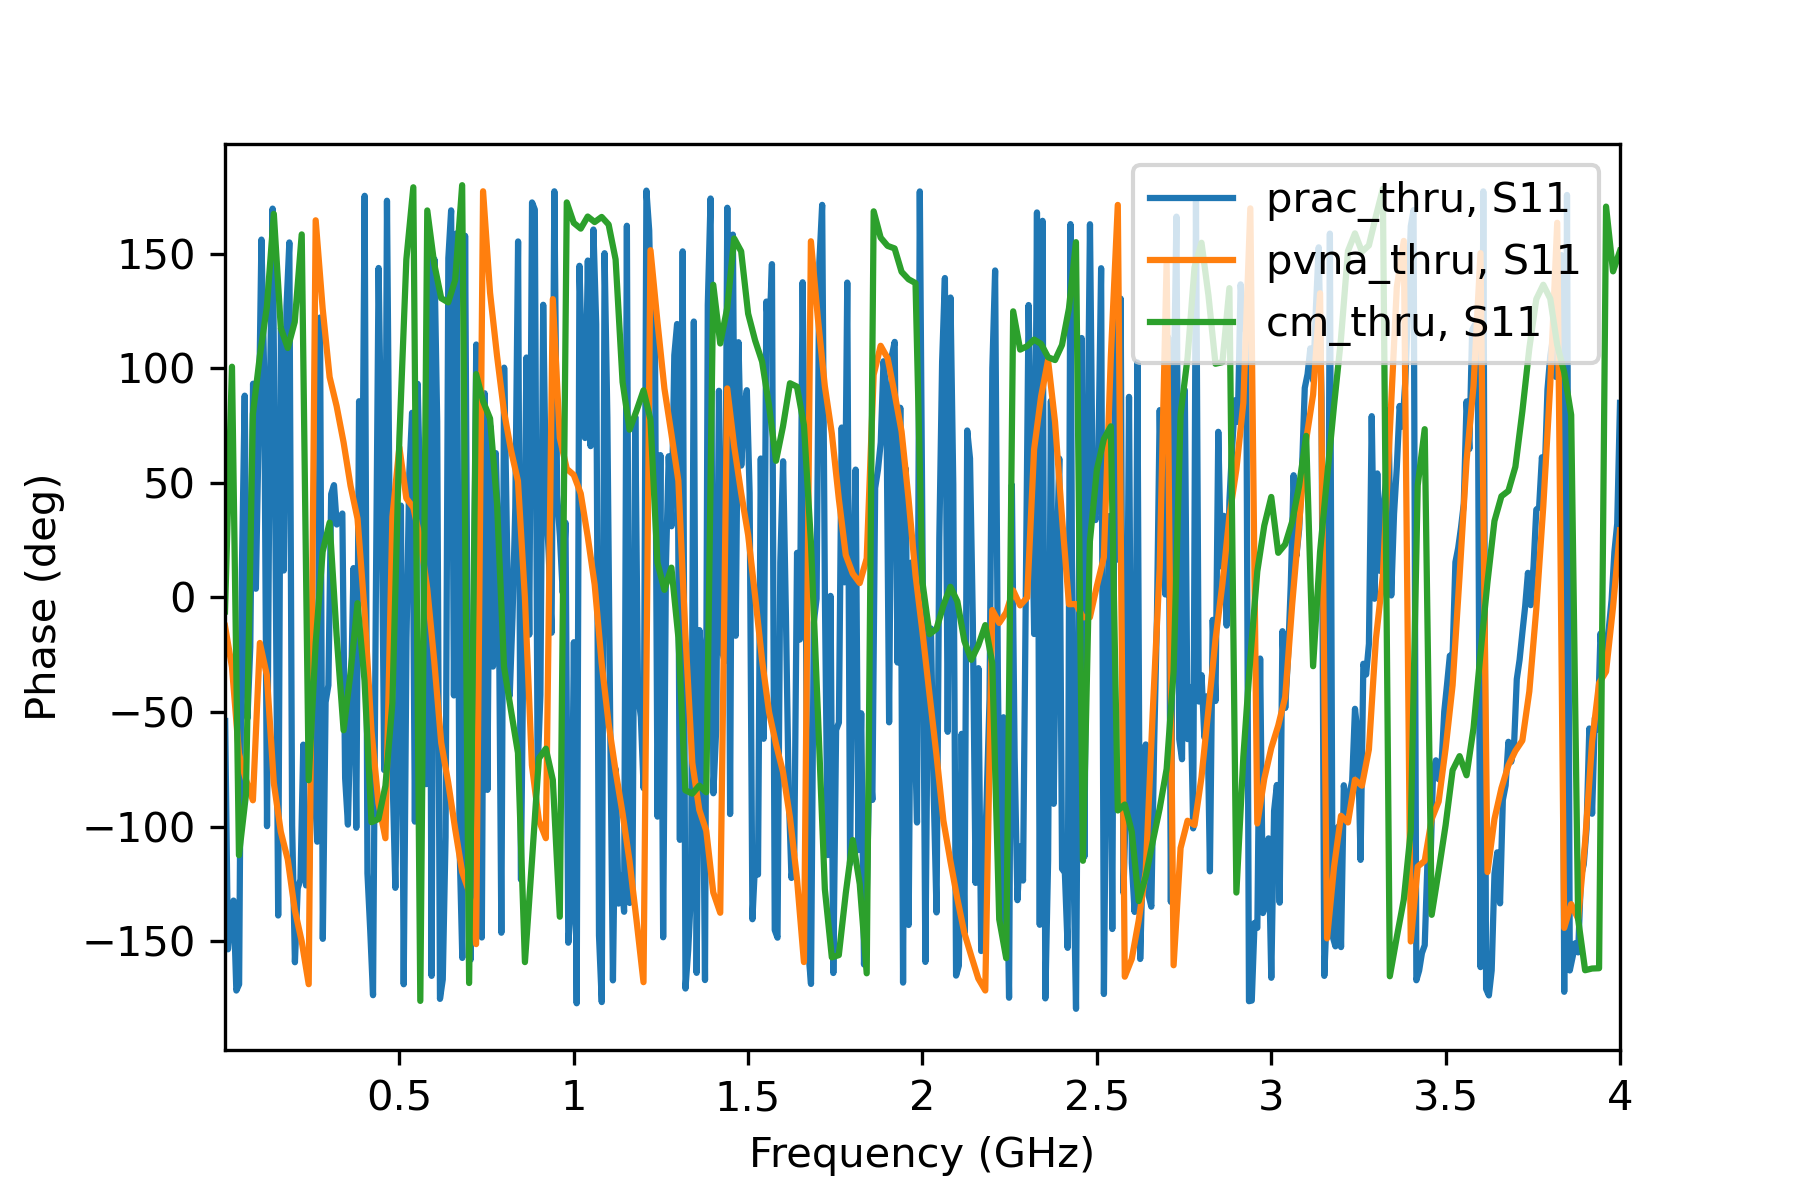 prac_thru, S11
pvna_thru, S11
cm_thru, S11
150
100
50
0
−50
−100
−150
Phase (deg)
0.5 1 1.5 2 2.5 3 3.5 4
Frequency (GHz)